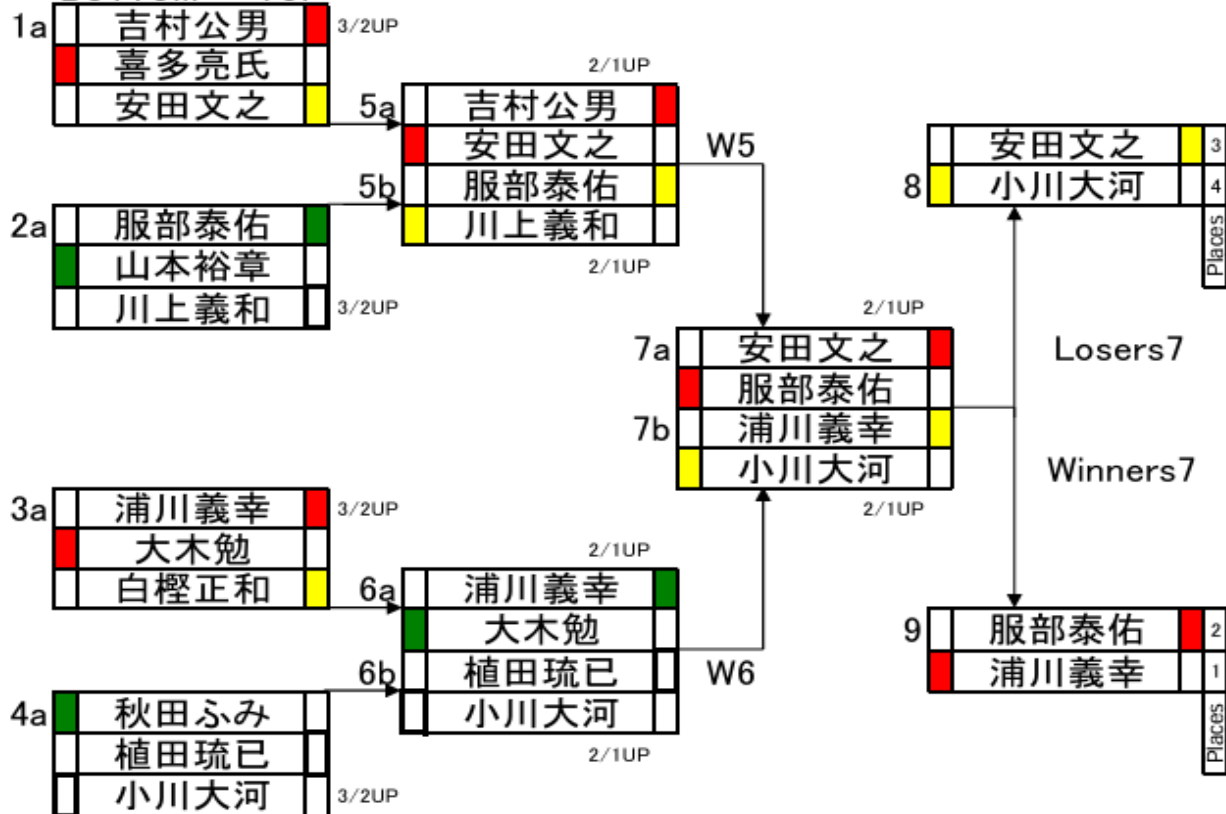 1a
吉村公男
3/2UP
喜多亮氏
安田文之
2a
服部泰佑
山本裕章
川上義和
3/2UP
3a
浦川義幸
3/2UP
大木勉
白樫正和
4a
秋田ふみ
植田琉已
小川大河
3/2UP
2/1UP
5a
吉村公男
安田文之
5b
服部泰佑
川上義和
2/1UP
W5
2/1UP
6a
浦川義幸
大木勉
6b
植田琉已
小川大河
2/1UP
W6
2/1UP
7a
安田文之
服部泰佑
7b
浦川義幸
小川大河
2/1UP
安田文之 3
8 小川大河 4
Places
Losers7
Winners7
9 服部泰佑 2
浦川義幸 1
Places